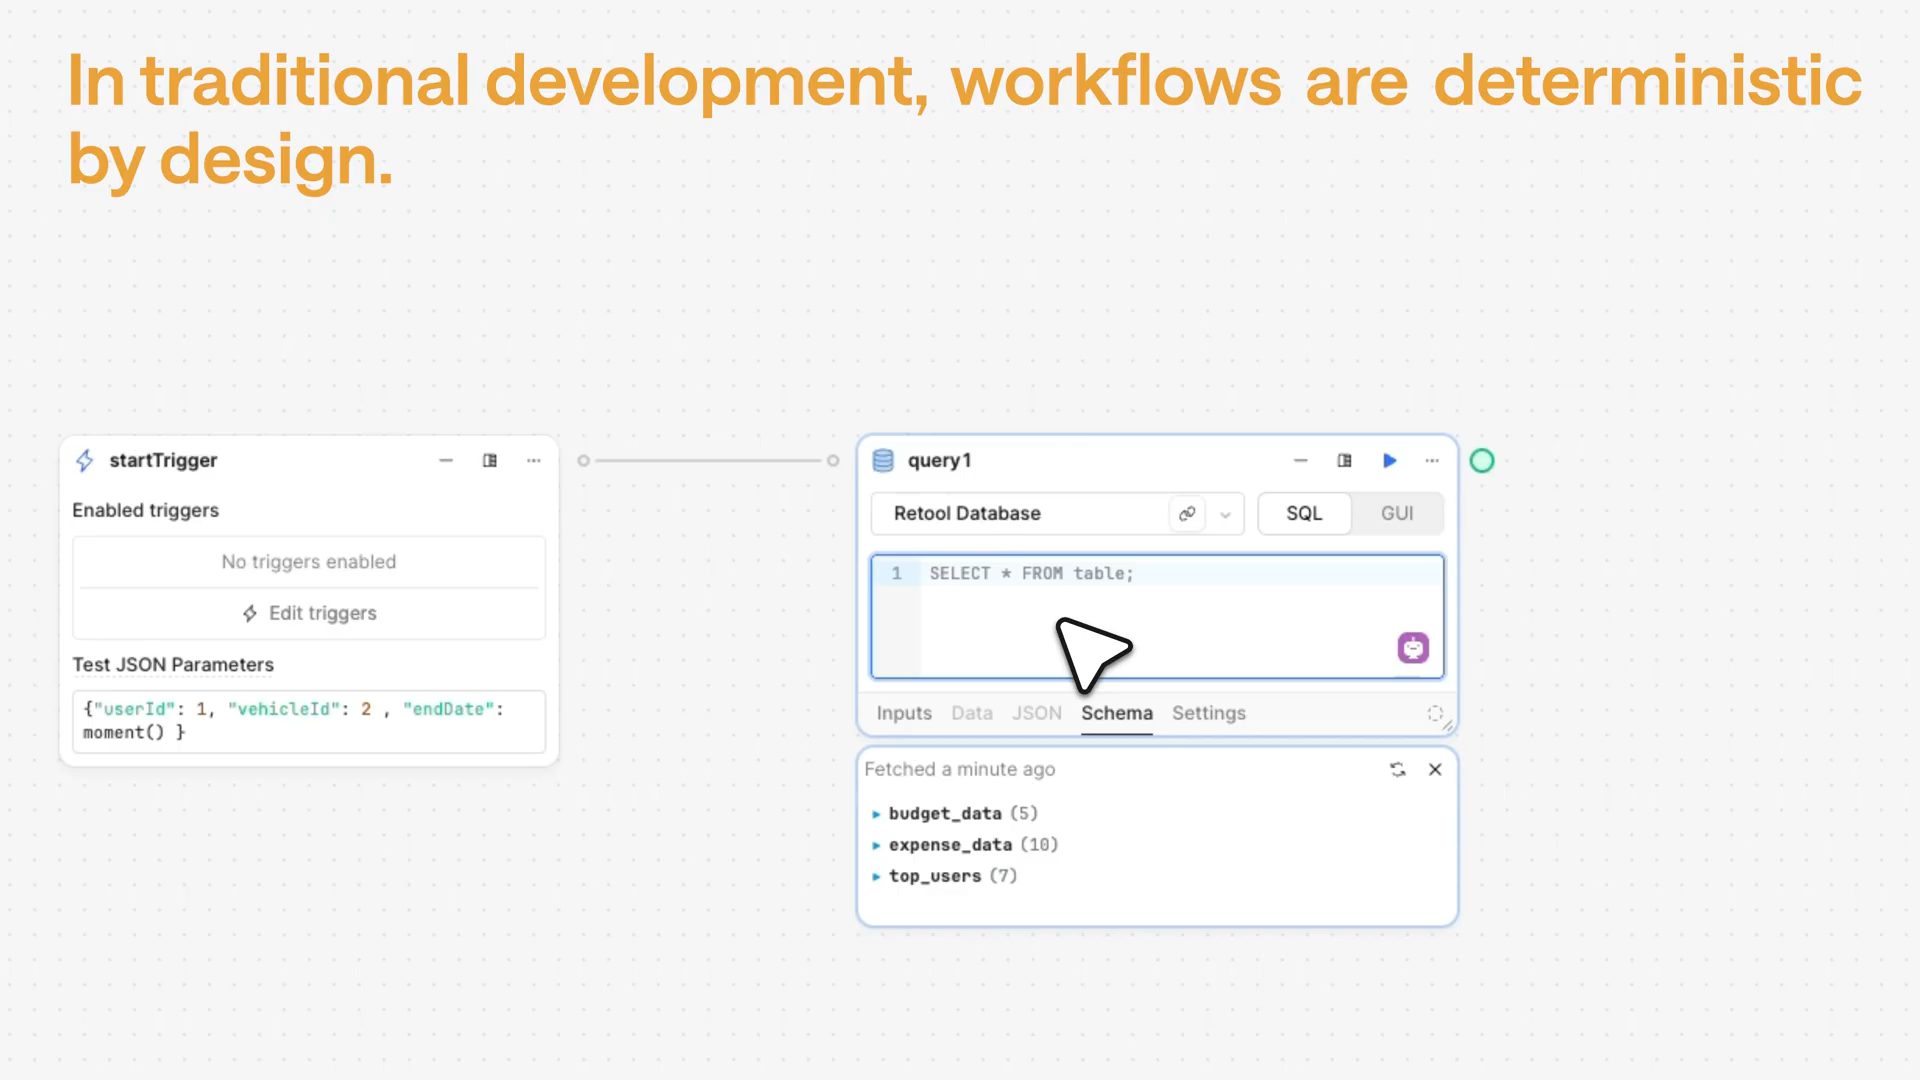 In traditional development, workflows are deterministic
by design.
startTrigger
Enabled triggers
No triggers enabled
Edit triggers
Test JSON Parameters
{"userId": 1, "vehicleId": 2 , "endDate":
moment() }
query1
Retool Database
SQL
GUI
1 SELECT * FROM table;
Inputs Data JSON Schema Settings
Fetched a minute ago
budget_data (5)
expense_data (10)
top_users (7)